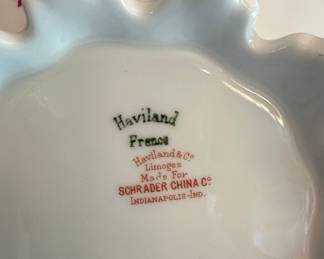 Haviland
France
Haviland & Co
Limoges
Made For
SCHRADER CHINA Co
INDIANAPOLIS-IND.